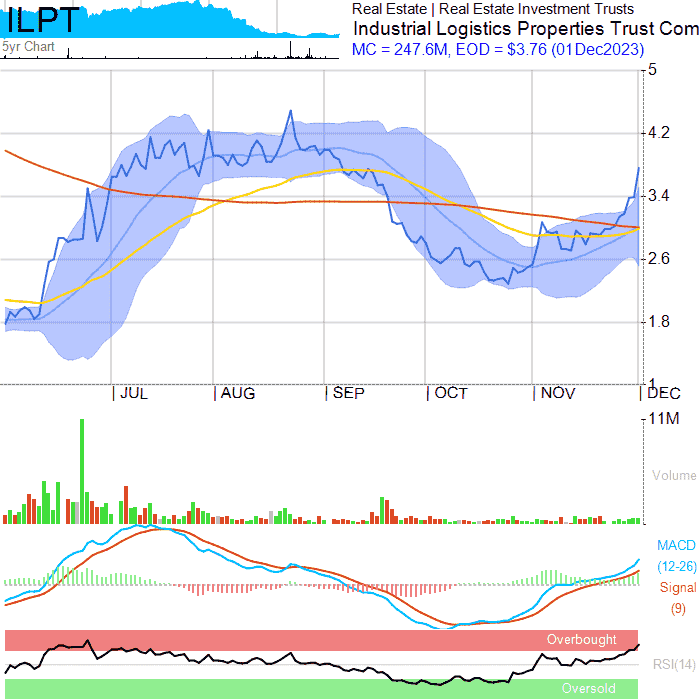 ILPT
5yr Chart
Real Estate | Real Estate Investment Trusts
Industrial Logistics Properties Trust Com
MC = 247.6M, EOD = $3.76 (01Dec2023)
5
4.2
3.4
2.6
1.8
1
JUL AUG SEP OCT NOV DEC
11M
Volume
MACD
(12-26)
Signal
(9)
Overbought
RSI(14)
Oversold